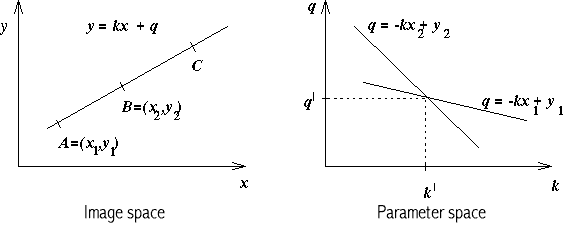 y
y = kx + q
C
B=(x2,y2)
A=(x1,y1)
x
Image space
q
q = -kx2+ y2
q = -kx1+ y1
q'
k'
k
Parameter space